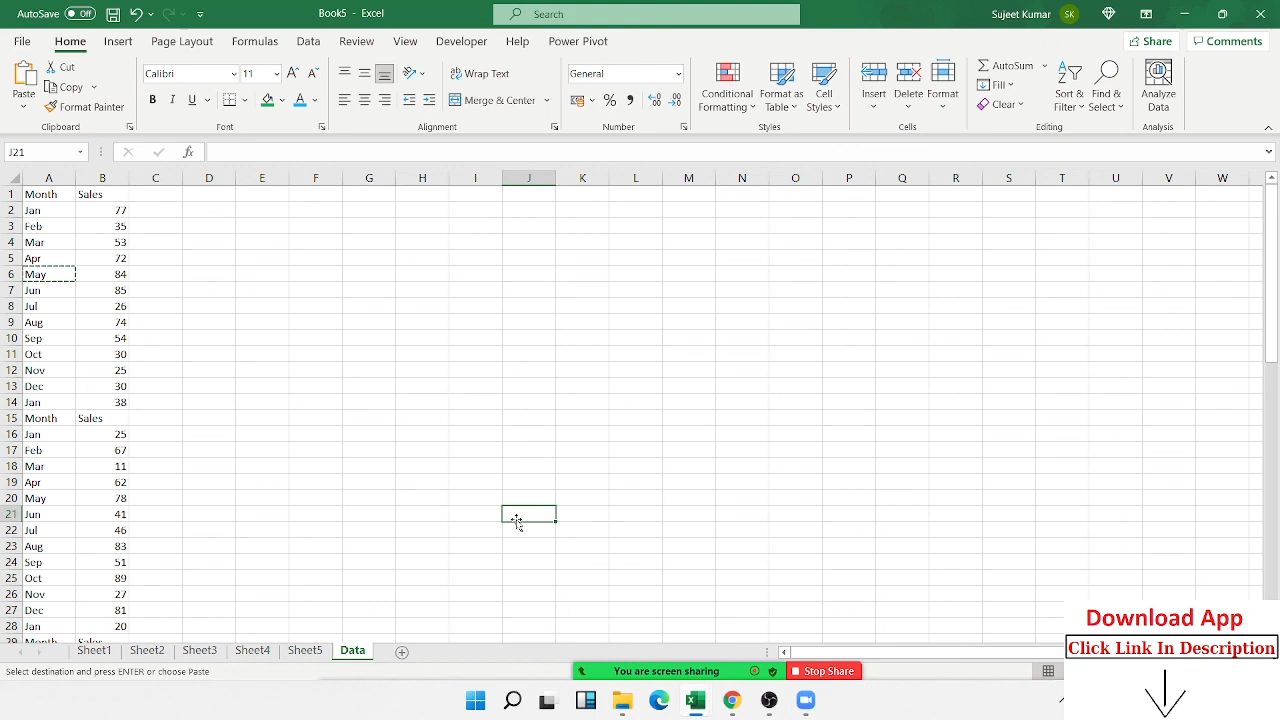 AutoSave Off Book5 - Excel Search Sujeet Kumar SK
File Home Insert Page Layout Formulas Data Review View Developer Help Power Pivot Share Comments
Paste Cut Copy Format Painter Clipboard
Calibri 11 B I U A Font
Wrap Text Merge & Center Alignment
General % Number
Conditional Formatting Format as Table Cell Styles Styles
Insert Delete Format Cells
AutoSum Fill Clear Sort & Filter Find & Select Editing
Analyze Data Analysis
J21 fx
A B C D E F G H I J K L M N O P Q R S T U V W
1 Month Sales
2 Jan 77
3 Feb 35
4 Mar 53
5 Apr 72
6 May 84
7 Jun 85
8 Jul 26
9 Aug 74
10 Sep 54
11 Oct 30
12 Nov 25
13 Dec 30
14 Jan 38
15 Month Sales
16 Jan 25
17 Feb 67
18 Mar 11
19 Apr 62
20 May 78
21 Jun 41
22 Jul 46
23 Aug 83
24 Sep 51
25 Oct 89
26 Nov 27
27 Dec 81
28 Jan 20
29 Month Sales
Sheet1 Sheet2 Sheet3 Sheet4 Sheet5 Data
Select destination and press ENTER or choose Paste
You are screen sharing Stop Share
Download App
Click Link In Description